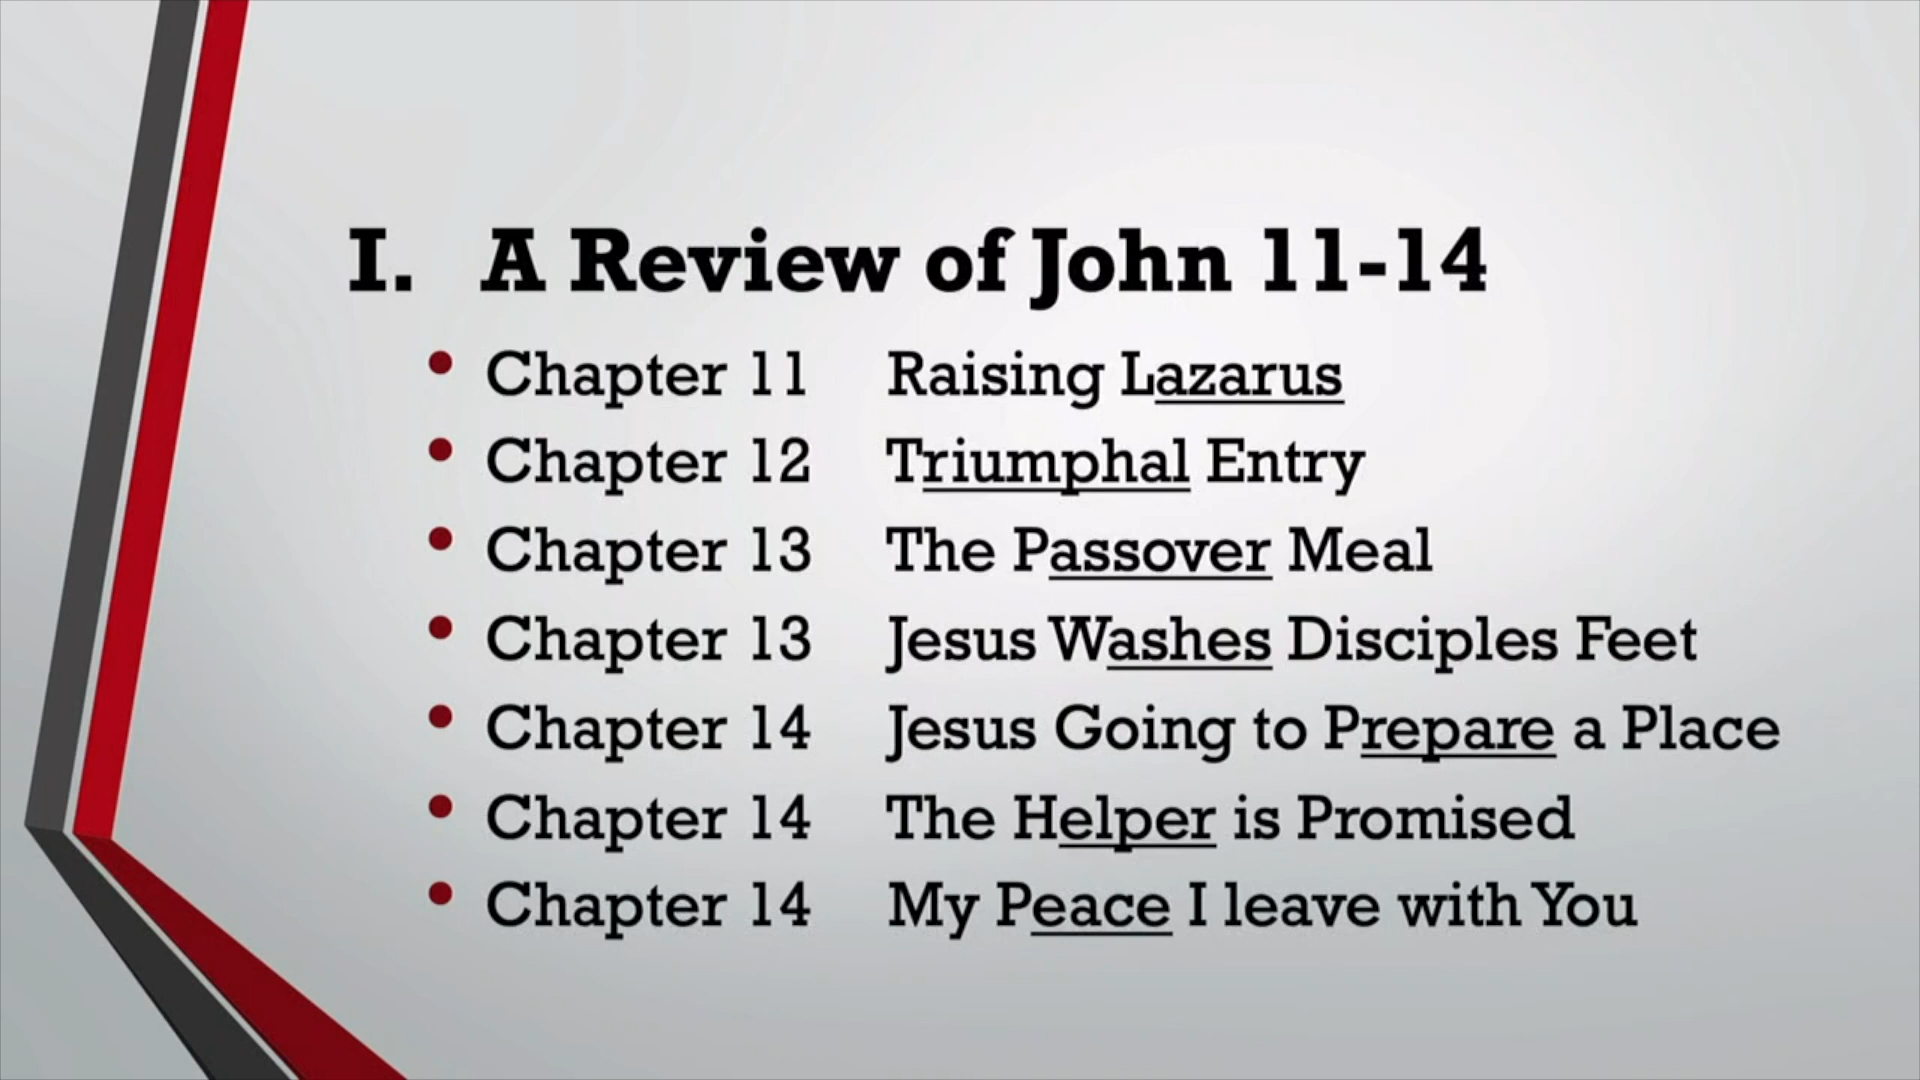 I. A Review of John 11-14
• Chapter 11 Raising Lazarus
• Chapter 12 Triumphal Entry
• Chapter 13 The Passover Meal
• Chapter 13 Jesus Washes Disciples Feet
• Chapter 14 Jesus Going to Prepare a Place
• Chapter 14 The Helper is Promised
• Chapter 14 My Peace I leave with You